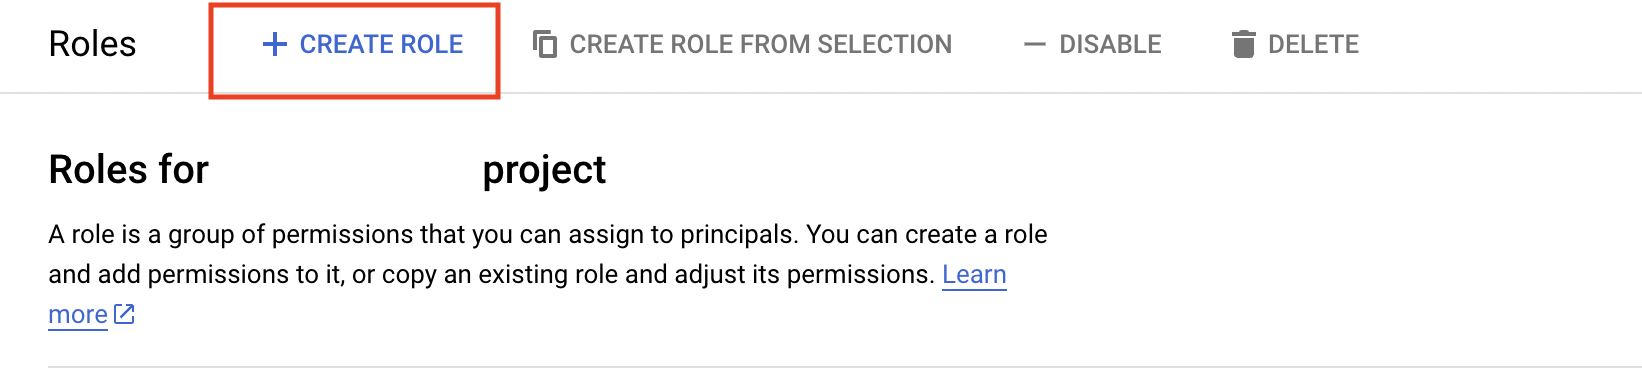 Roles
CREATE ROLE
CREATE ROLE FROM SELECTION
DISABLE
DELETE
Roles for project
A role is a group of permissions that you can assign to principals. You can create a role
and add permissions to it, or copy an existing role and adjust its permissions. Learn
more